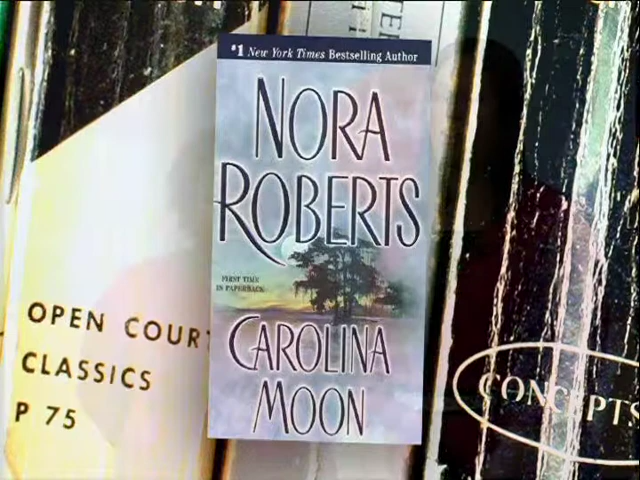 #1 New York Times Bestselling Author
NORA
ROBERTS
FIRST TIME
IN PAPERBACK
CAROLINA
MOON
OPEN COURT
CLASSICS
P 75
CONCEPTS